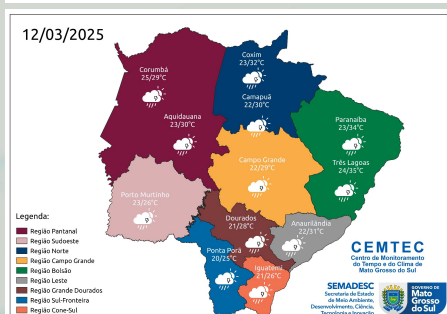 12/03/2025
Coxim
23/32°C
Corumbá
25/29°C
Camapuã
22/30°C
Aquidauana
23/30°C
Paranaíba
23/34°C
Campo Grande
22/29°C
Três Lagoas
24/35°C
Porto Murtinho
23/26°C
Dourados
21/28°C
Anaurilândia
22/31°C
Ponta Porã
20/25°C
Iguatemi
21/26°C
Legenda:
Região Pantanal
Região Sudoeste
Região Norte
Região Campo Grande
Região Bolsão
Região Leste
Região Grande Dourados
Região Sul-Fronteira
Região Cone-Sul
CEMTEC
Centro de Monitoramento
do Tempo e do Clima de
Mato Grosso do Sul
SEMADESC
Secretaria de Estado
de Meio Ambiente,
Desenvolvimento, Ciência,
Tecnologia e Inovação
GOVERNO DE
Mato
Grosso
do Sul